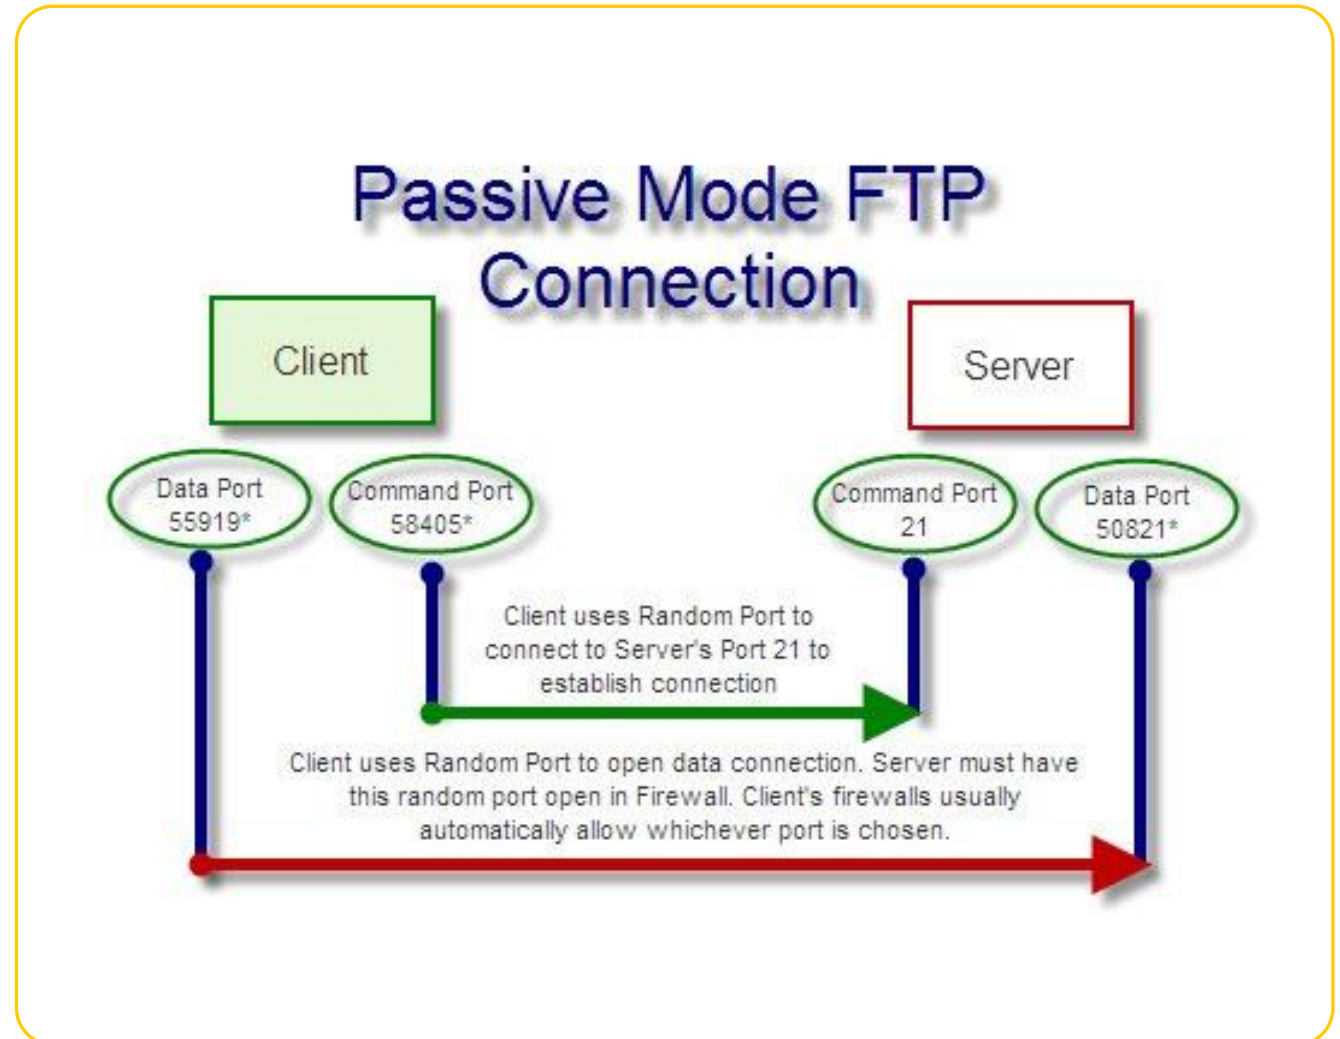 Passive Mode FTP
Connection
Client
Server
Data Port
55919*
Command Port
58405*
Command Port
21
Data Port
50821*
Client uses Random Port to
connect to Server's Port 21 to
establish connection
Client uses Random Port to open data connection. Server must have
this random port open in Firewall. Client's firewalls usually
automatically allow whichever port is chosen.